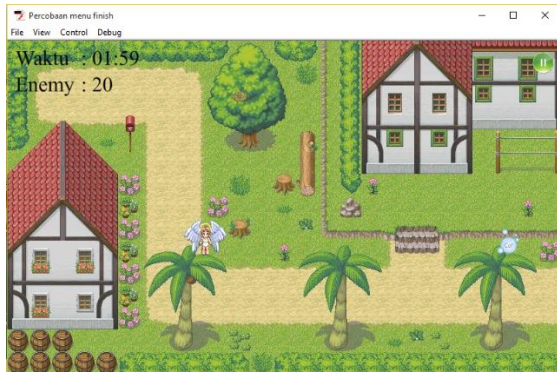 Percobaan menu finish
File View Control Debug
Waktu : 01:59
Enemy : 20